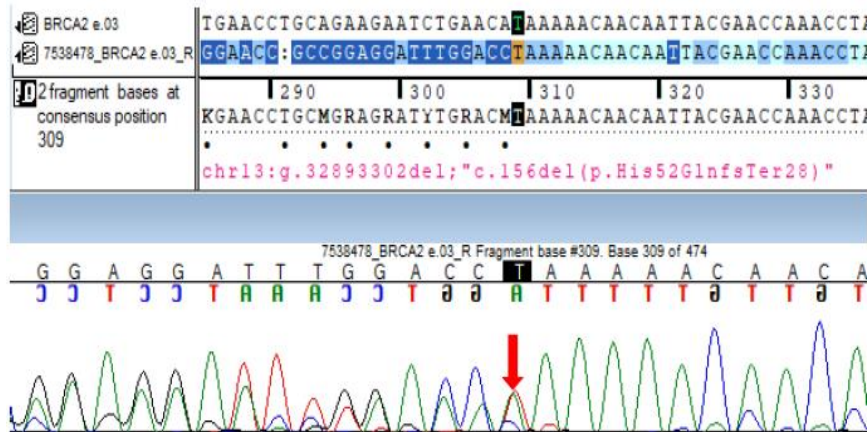 BRCA2 e.03 TGAACCTGCAGAAGAATCTGAACATAAAAACAACAATTACGAACCAAACCTA
7538478_BRCA2 e.03_R GGAACC:GCCGGAGGATTTGGACCTAAAAACAACAATTACGAACCAAACCTA
2 fragment bases at consensus position 309
290 300 310 320 330
KGAACCTGCMGRAGRATYTGRACMTAAAAACAACAATTACGAACCAAACCTA
chr13:g.32893302del;"c.156del(p.His52GlnfsTer28)"
7538478_BRCA2 e.03_R Fragment base #309. Base 309 of 474
G G A G G A T T T G G A C C T A A A A A C A A C A
C C T C C T A A A C C T G G A T T T T T G T T G T